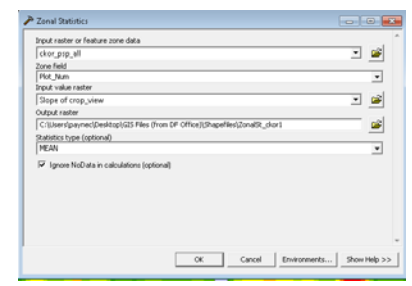 Zonal Statistics
Input raster or feature zone data
ckor_psp_all
Zone field
Plot_Num
Input value raster
Slope of crop_view
Output raster
C:\Users\paynec\Desktop\GIS Files (from DF Office)\Shapefiles\ZonalSt_ckor1
Statistics type (optional)
MEAN
Ignore NoData in calculations (optional)
OK Cancel Environments... Show Help >>